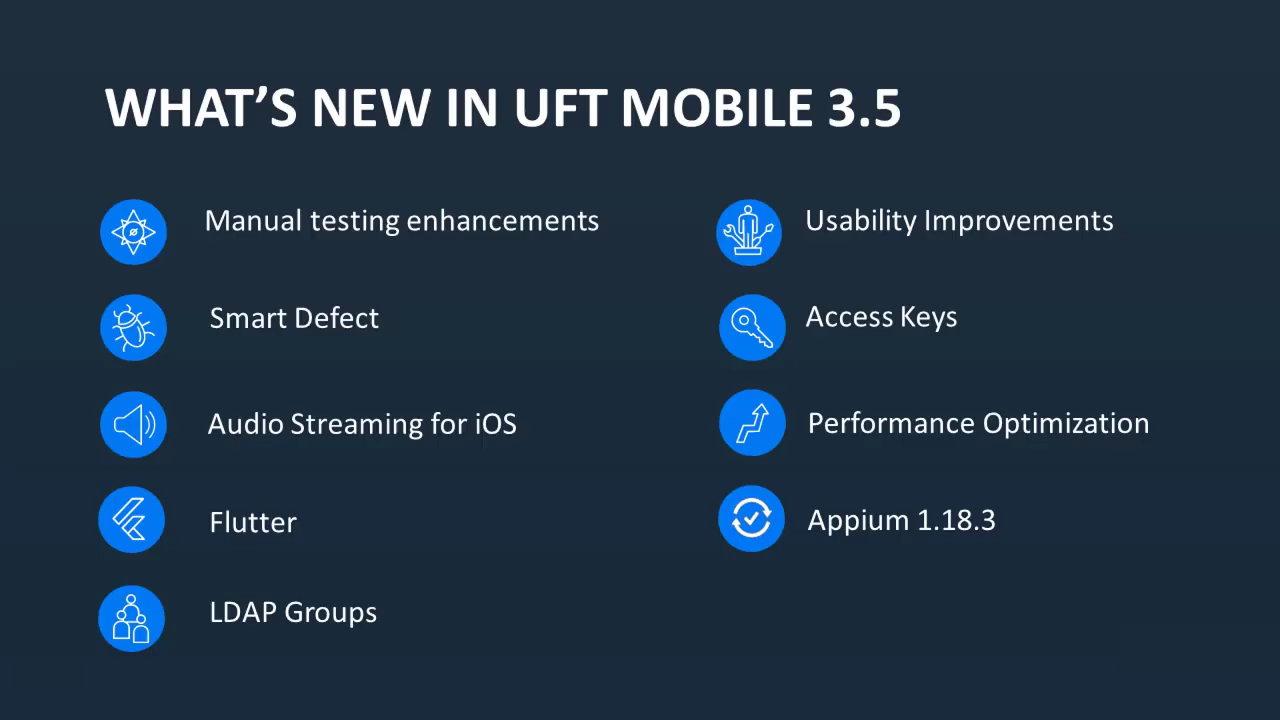 WHAT’S NEW IN UFT MOBILE 3.5
Manual testing enhancements
Smart Defect
Audio Streaming for iOS
Flutter
LDAP Groups
Usability Improvements
Access Keys
Performance Optimization
Appium 1.18.3